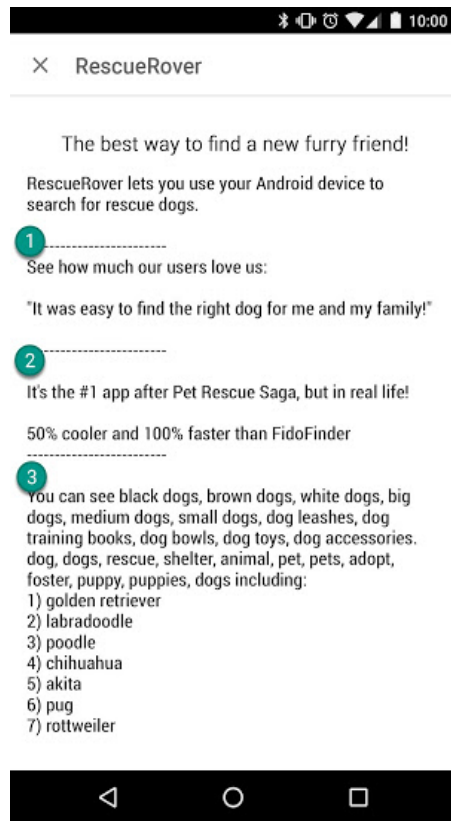 10:00
× RescueRover
The best way to find a new furry friend!
RescueRover lets you use your Android device to
search for rescue dogs.
1 ----------------------
See how much our users love us:
"It was easy to find the right dog for me and my family!"
2 ----------------------
It's the #1 app after Pet Rescue Saga, but in real life!
50% cooler and 100% faster than FidoFinder
-------------------------
3
You can see black dogs, brown dogs, white dogs, big
dogs, medium dogs, small dogs, dog leashes, dog
training books, dog bowls, dog toys, dog accessories.
dog, dogs, rescue, shelter, animal, pet, pets, adopt,
foster, puppy, puppies, dogs including:
1) golden retriever
2) labradoodle
3) poodle
4) chihuahua
5) akita
6) pug
7) rottweiler